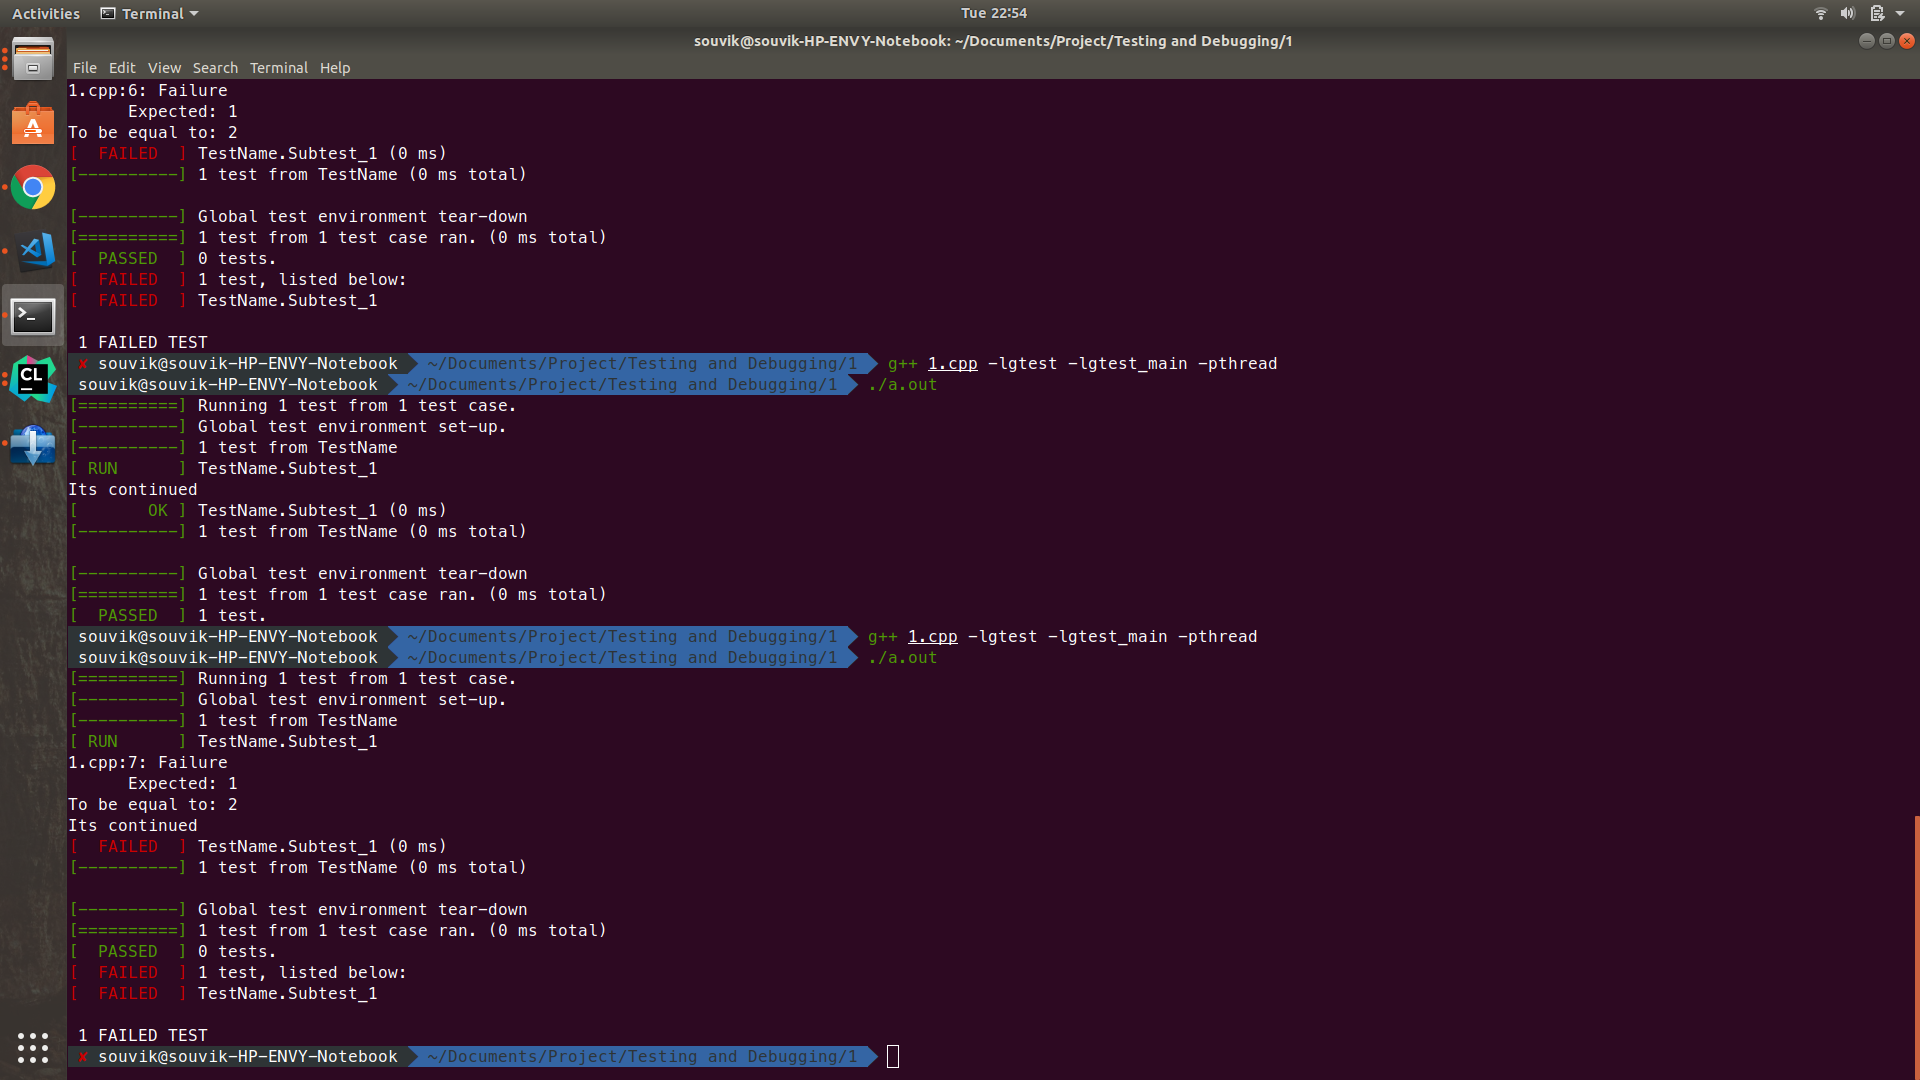 Activities Terminal Tue 22:54
souvik@souvik-HP-ENVY-Notebook: ~/Documents/Project/Testing and Debugging/1
File Edit View Search Terminal Help
1.cpp:6: Failure
      Expected: 1
To be equal to: 2
[  FAILED  ] TestName.Subtest_1 (0 ms)
[----------] 1 test from TestName (0 ms total)

[----------] Global test environment tear-down
[==========] 1 test from 1 test case ran. (0 ms total)
[  PASSED  ] 0 tests.
[  FAILED  ] 1 test, listed below:
[  FAILED  ] TestName.Subtest_1

 1 FAILED TEST
✘ souvik@souvik-HP-ENVY-Notebook ~/Documents/Project/Testing and Debugging/1 g++ 1.cpp -lgtest -lgtest_main -pthread
souvik@souvik-HP-ENVY-Notebook ~/Documents/Project/Testing and Debugging/1 ./a.out
[==========] Running 1 test from 1 test case.
[----------] Global test environment set-up.
[----------] 1 test from TestName
[ RUN      ] TestName.Subtest_1
Its continued
[       OK ] TestName.Subtest_1 (0 ms)
[----------] 1 test from TestName (0 ms total)

[----------] Global test environment tear-down
[==========] 1 test from 1 test case ran. (0 ms total)
[  PASSED  ] 1 test.
souvik@souvik-HP-ENVY-Notebook ~/Documents/Project/Testing and Debugging/1 g++ 1.cpp -lgtest -lgtest_main -pthread
souvik@souvik-HP-ENVY-Notebook ~/Documents/Project/Testing and Debugging/1 ./a.out
[==========] Running 1 test from 1 test case.
[----------] Global test environment set-up.
[----------] 1 test from TestName
[ RUN      ] TestName.Subtest_1
1.cpp:7: Failure
      Expected: 1
To be equal to: 2
Its continued
[  FAILED  ] TestName.Subtest_1 (0 ms)
[----------] 1 test from TestName (0 ms total)

[----------] Global test environment tear-down
[==========] 1 test from 1 test case ran. (0 ms total)
[  PASSED  ] 0 tests.
[  FAILED  ] 1 test, listed below:
[  FAILED  ] TestName.Subtest_1

 1 FAILED TEST
✘ souvik@souvik-HP-ENVY-Notebook ~/Documents/Project/Testing and Debugging/1
CL